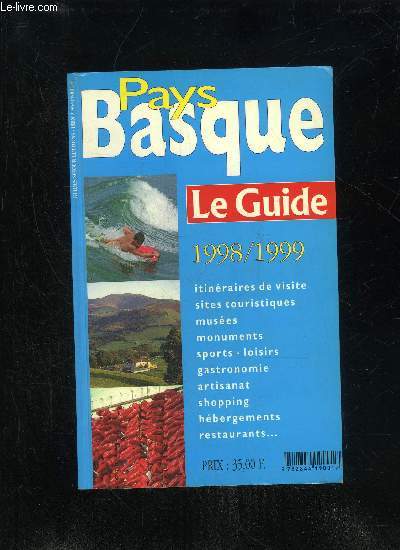 Le-livre.com
Pays
Basque
Le Guide
1998/1999
itinéraires de visite
sites touristiques
musées
monuments
sports - loisirs
gastronomie
artisanat
shopping
hébergements
restaurants...
PRIX : 35,00 F.